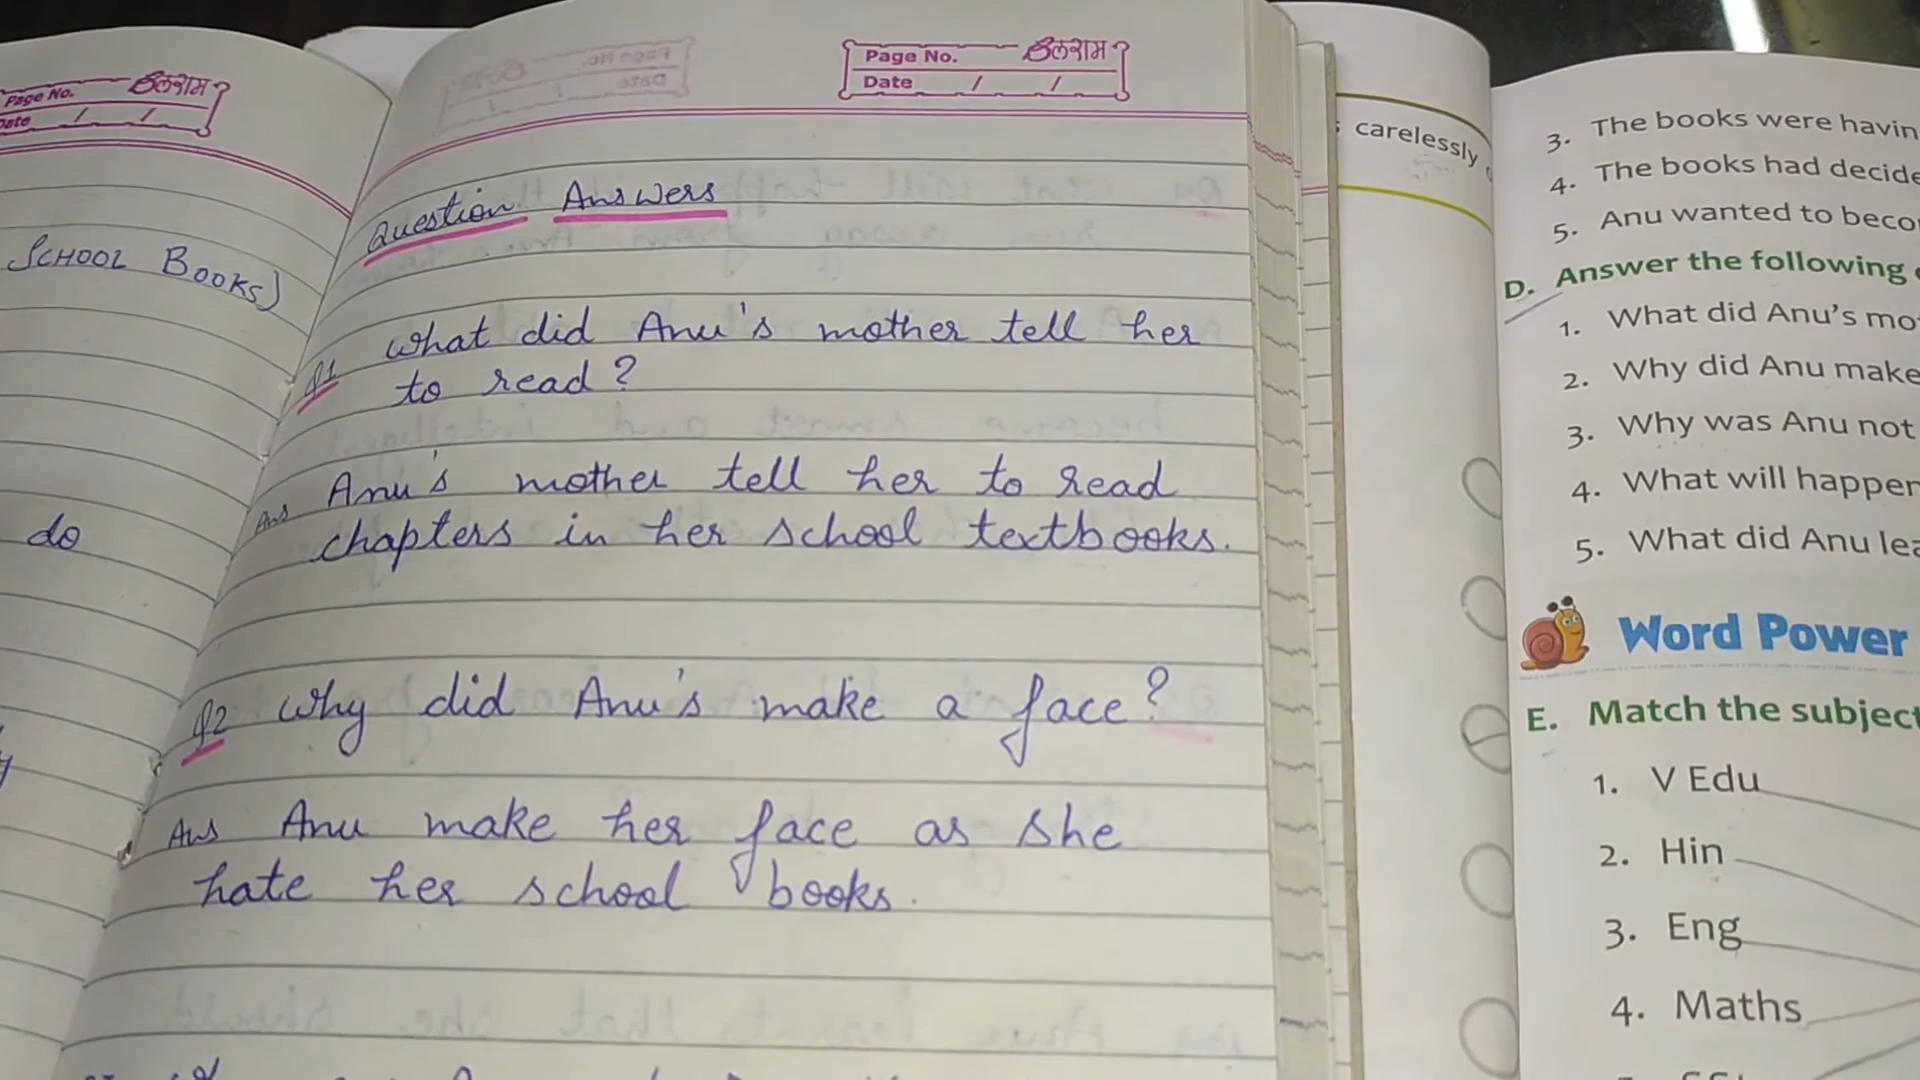 Page No. बलराम
Date / /
SCHOOL BOOKS)
do
Page No. बलराम
Date / /
Question Answers
Q1 what did Anu's mother tell her
to read?
Ans Anu's mother tell her to read
chapters in her school textbooks.
Q2 Why did Anu's make a face?
Ans Anu make her face as she
hate her school books.
carelessly
3. The books were havin
4. The books had decide
5. Anu wanted to beco
D. Answer the following
1. What did Anu's mo
2. Why did Anu make
3. Why was Anu not
4. What will happen
5. What did Anu lea
Word Power
E. Match the subject
1. V Edu
2. Hin
3. Eng
4. Maths